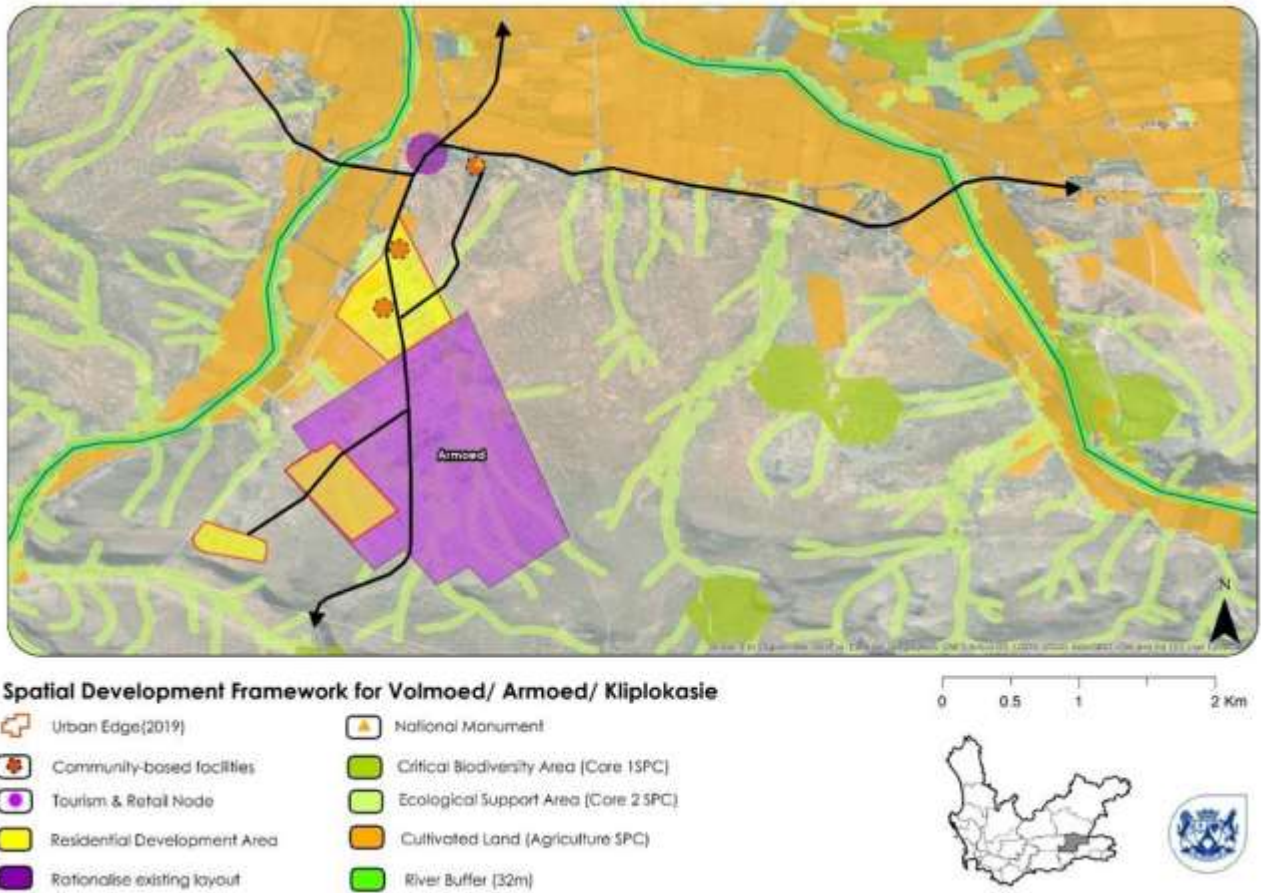 Armoed
N
Spatial Development Framework for Volmoed/ Armoed/ Kliplokasie
0 0.5 1 2 Km
Urban Edge(2019)
Community-based facilities
Tourism & Retail Node
Residential Development Area
Rationalise existing layout
National Monument
Critical Biodiversity Area (Core 1SPC)
Ecological Support Area (Core 2 SPC)
Cultivated Land (Agriculture SPC)
River Buffer (32m)